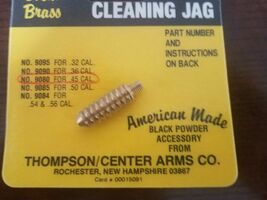 Brass
CLEANING JAG
PART NUMBER
AND
INSTRUCTIONS
ON BACK
NO. 9095 FOR .32 CAL.
NO. 9090 FOR .36 CAL.
NO. 9080 FOR .45 CAL.
NO. 9085 FOR .50 CAL.
NO. 9084 FOR
.54 & .56 CAL.
American Made
BLACK POWDER
ACCESSORY
FROM
THOMPSON/CENTER ARMS CO.
ROCHESTER, NEW HAMPSHIRE 03867
Card # 00015081